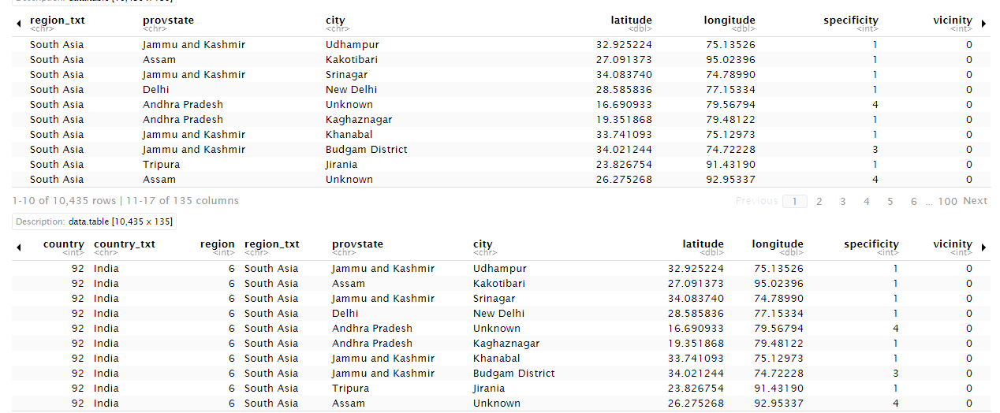 Description: data.table [10,435 x 135]
region_txt provstate city latitude longitude specificity vicinity
<chr> <chr> <chr> <dbl> <dbl> <int> <int>
South Asia Jammu and Kashmir Udhampur 32.925224 75.13526 1 0
South Asia Assam Kakotibari 27.091373 95.02396 1 0
South Asia Jammu and Kashmir Srinagar 34.083740 74.78990 1 0
South Asia Delhi New Delhi 28.585836 77.15334 1 0
South Asia Andhra Pradesh Unknown 16.690933 79.56794 4 0
South Asia Andhra Pradesh Kaghaznagar 19.351868 79.48122 1 0
South Asia Jammu and Kashmir Khanabal 33.741093 75.12973 1 0
South Asia Jammu and Kashmir Budgam District 34.021244 74.72228 3 0
South Asia Tripura Jirania 23.826754 91.43190 1 0
South Asia Assam Unknown 26.275268 92.95337 4 0
1-10 of 10,435 rows | 11-17 of 135 columns Previous 1 2 3 4 5 6 ... 100 Next
Description: data.table [10,435 x 135]
country country_txt region region_txt provstate city latitude longitude specificity vicinity
<int> <chr> <int> <chr> <chr> <chr> <dbl> <dbl> <int> <int>
92 India 6 South Asia Jammu and Kashmir Udhampur 32.925224 75.13526 1 0
92 India 6 South Asia Assam Kakotibari 27.091373 95.02396 1 0
92 India 6 South Asia Jammu and Kashmir Srinagar 34.083740 74.78990 1 0
92 India 6 South Asia Delhi New Delhi 28.585836 77.15334 1 0
92 India 6 South Asia Andhra Pradesh Unknown 16.690933 79.56794 4 0
92 India 6 South Asia Andhra Pradesh Kaghaznagar 19.351868 79.48122 1 0
92 India 6 South Asia Jammu and Kashmir Khanabal 33.741093 75.12973 1 0
92 India 6 South Asia Jammu and Kashmir Budgam District 34.021244 74.72228 3 0
92 India 6 South Asia Tripura Jirania 23.826754 91.43190 1 0
92 India 6 South Asia Assam Unknown 26.275268 92.95337 4 0